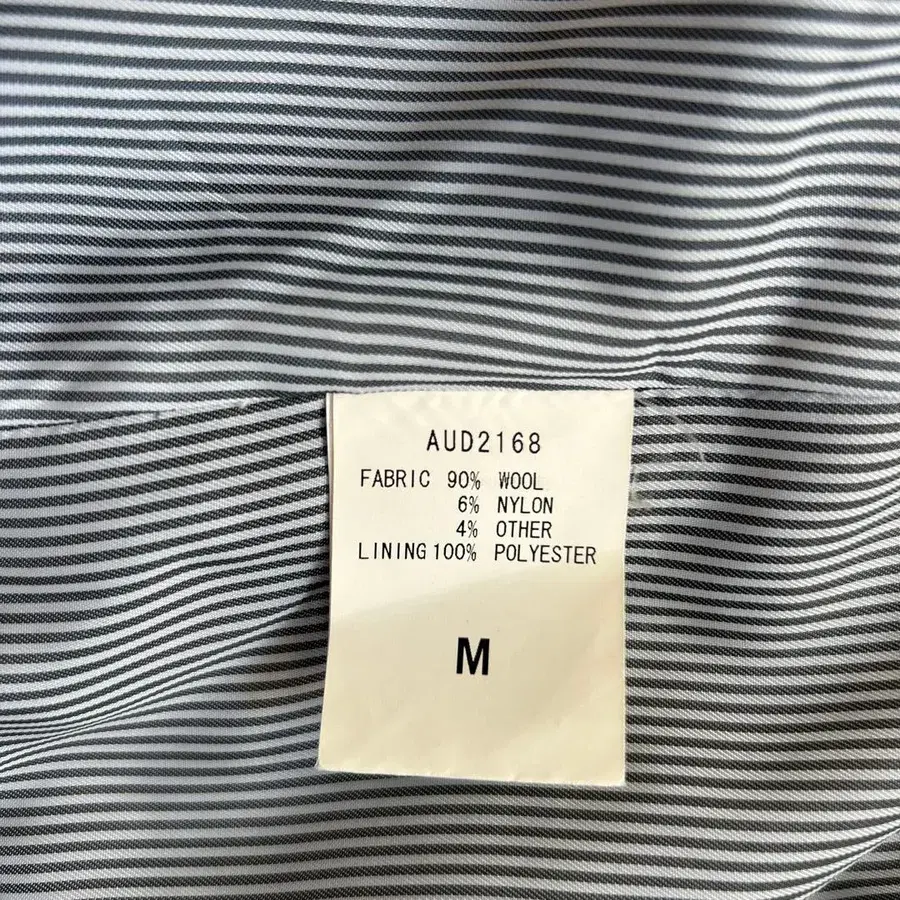 AUD2168
FABRIC 90% WOOL
6% NYLON
4% OTHER
LINING 100% POLYESTER
M